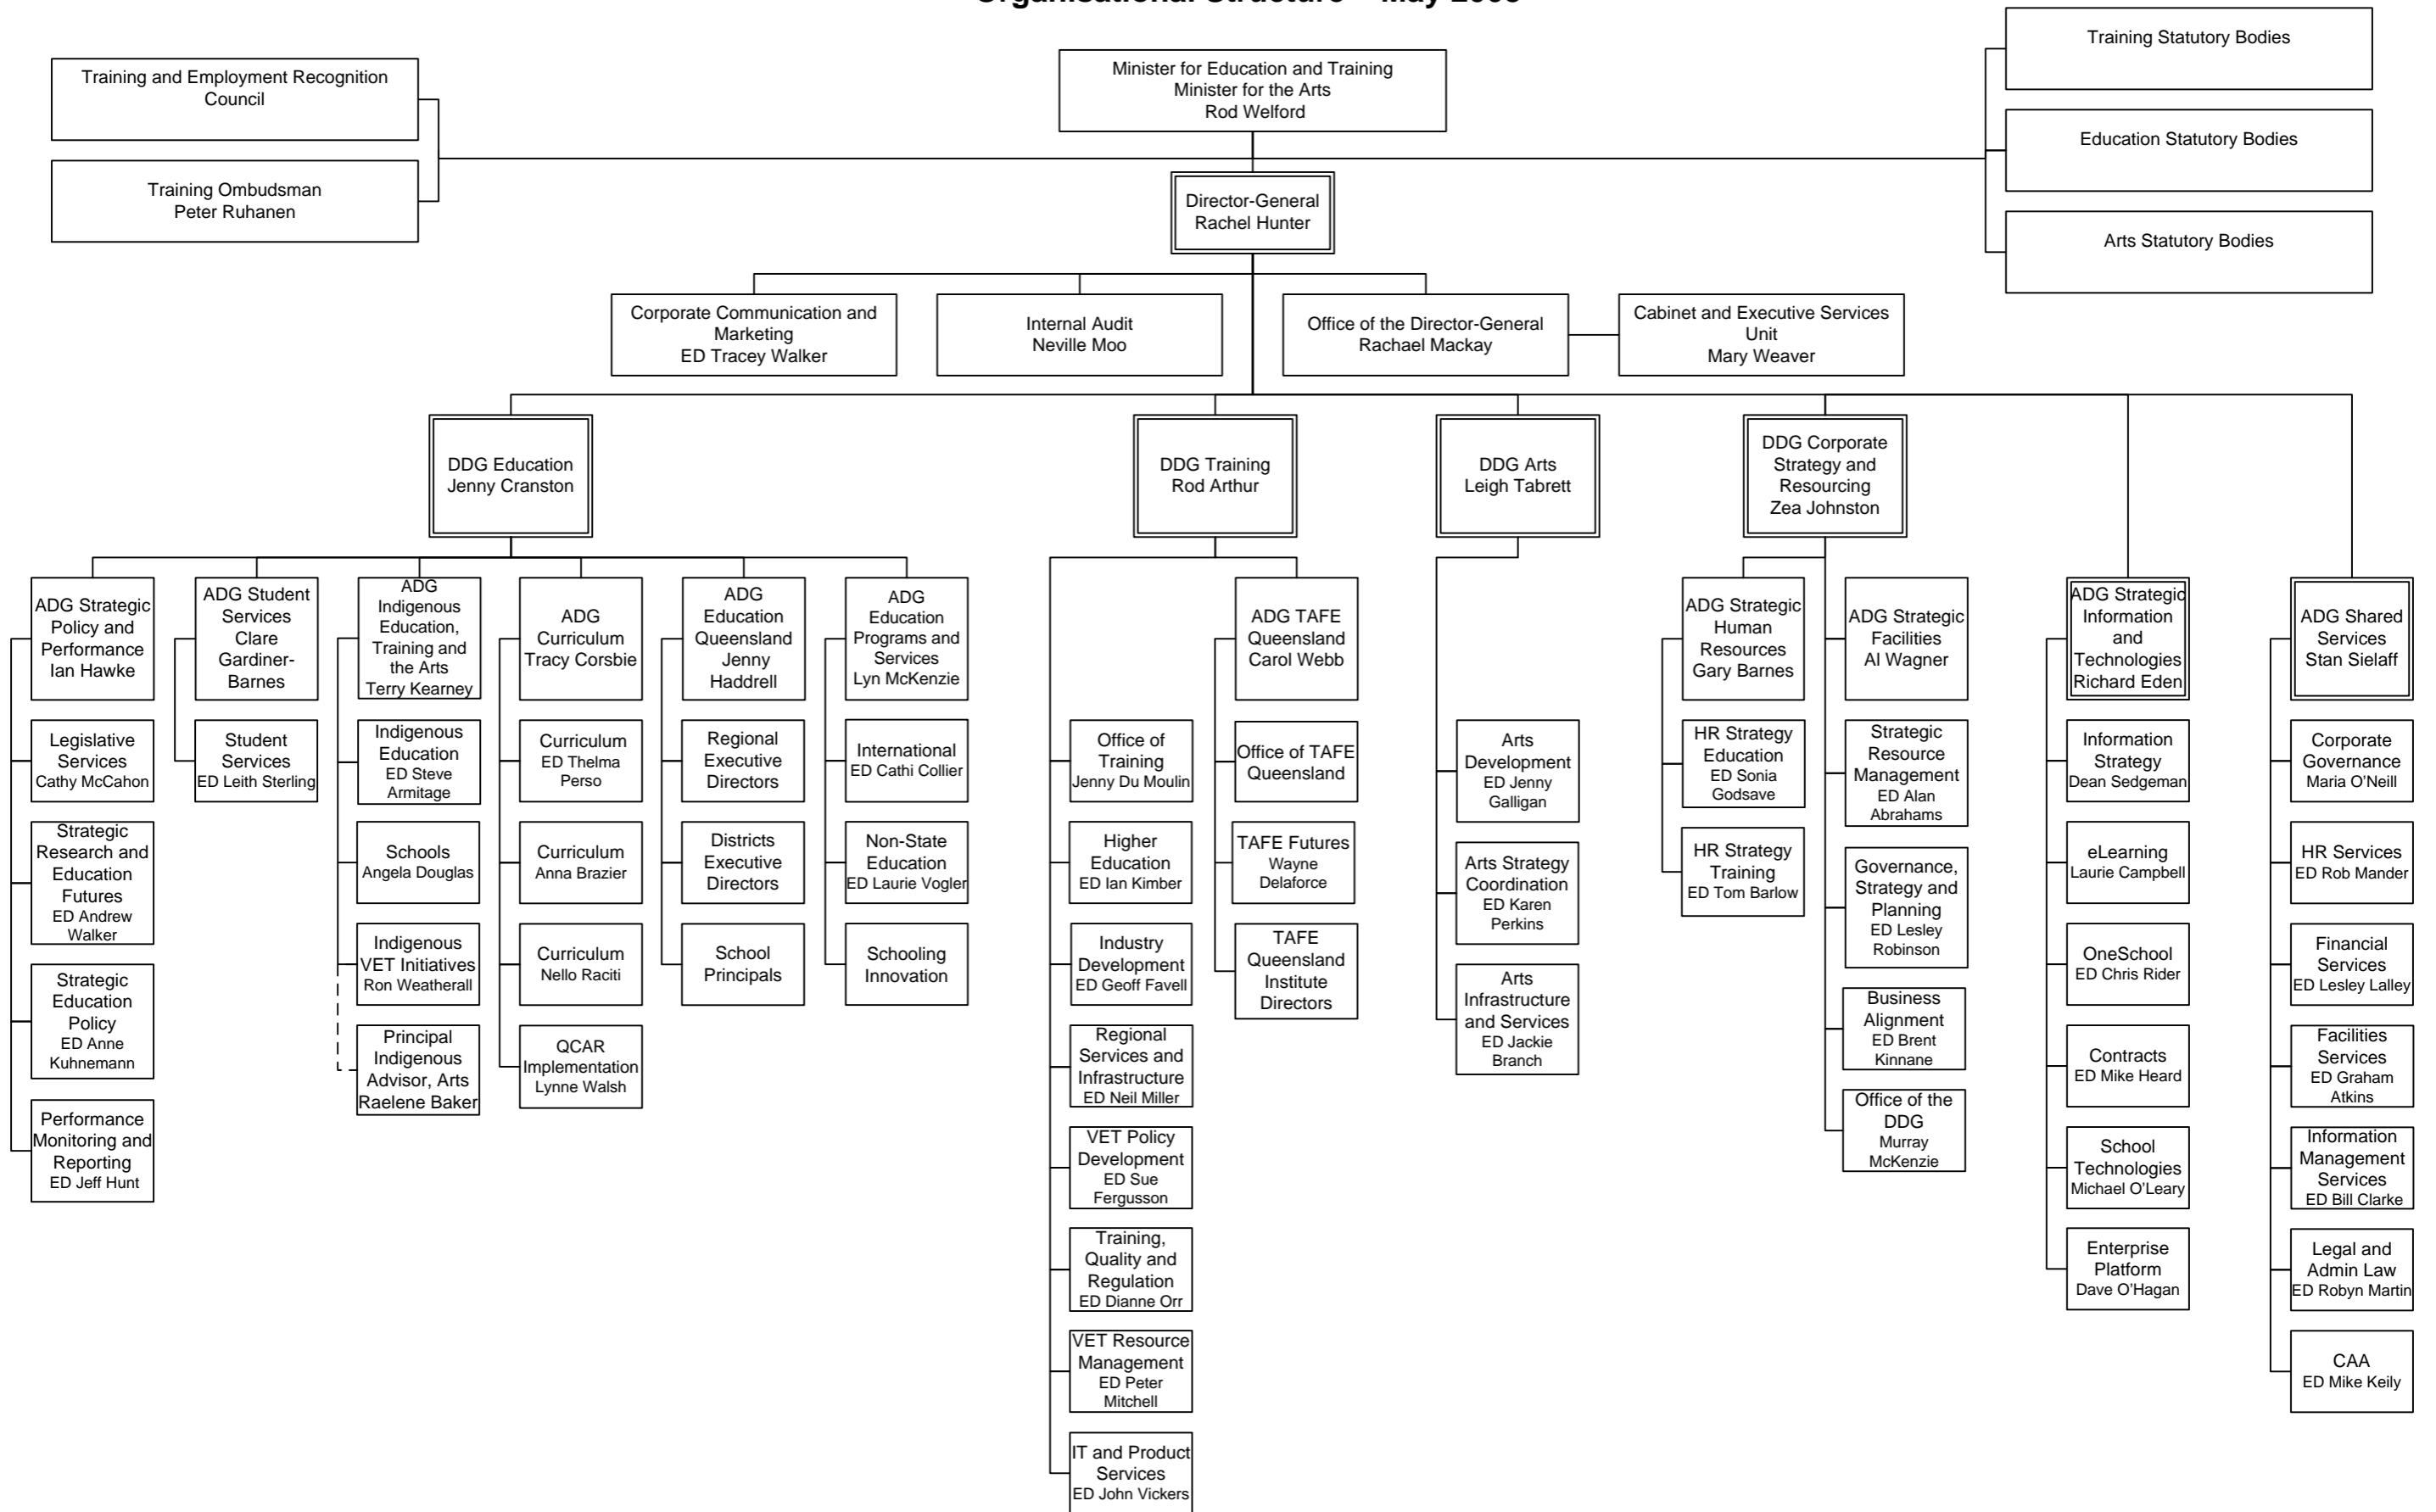 Organisational Structure – May
Training and Employment Recognition
Council
Training Ombudsman
Peter Ruhanen
Minister for Education and Training
Minister for the Arts
Rod Welford
Training Statutory Bodies
Education Statutory Bodies
Arts Statutory Bodies
Director-General
Rachel Hunter
Corporate Communication and
Marketing
ED Tracey Walker
Internal Audit
Neville Moo
Office of the Director-General
Rachael Mackay
Cabinet and Executive Services
Unit
Mary Weaver
DDG Education
Jenny Cranston
DDG Training
Rod Arthur
DDG Arts
Leigh Tabrett
DDG Corporate
Strategy and
Resourcing
Zea Johnston
ADG Strategic
Policy and
Performance
Ian Hawke
Legislative
Services
Cathy McCahon
Strategic
Research and
Education
Futures
ED Andrew
Walker
Strategic
Education
Policy
ED Anne
Kuhnemann
Performance
Monitoring and
Reporting
ED Jeff Hunt
ADG Student
Services
Clare
Gardiner-
Barnes
Student
Services
ED Leith Sterling
ADG
Indigenous
Education,
Training and
the Arts
Terry Kearney
Indigenous
Education
ED Steve
Armitage
Schools
Angela Douglas
Indigenous
VET Initiatives
Ron Weatherall
Principal
Indigenous
Advisor, Arts
Raelene Baker
ADG
Curriculum
Tracy Corsbie
Curriculum
ED Thelma
Perso
Curriculum
Anna Brazier
Curriculum
Nello Raciti
QCAR
Implementation
Lynne Walsh
ADG
Education
Queensland
Jenny
Haddrell
Regional
Executive
Directors
Districts
Executive
Directors
School
Principals
ADG
Education
Programs and
Services
Lyn McKenzie
International
ED Cathi Collier
Non-State
Education
ED Laurie Vogler
Schooling
Innovation
Office of
Training
Jenny Du Moulin
Higher
Education
ED Ian Kimber
Industry
Development
ED Geoff Favell
Regional
Services and
Infrastructure
ED Neil Miller
VET Policy
Development
ED Sue
Fergusson
Training,
Quality and
Regulation
ED Dianne Orr
VET Resource
Management
ED Peter
Mitchell
IT and Product
Services
ED John Vickers
ADG TAFE
Queensland
Carol Webb
Office of TAFE
Queensland
TAFE Futures
Wayne
Delaforce
TAFE
Queensland
Institute
Directors
Arts
Development
ED Jenny
Galligan
Arts Strategy
Coordination
ED Karen
Perkins
Arts
Infrastructure
and Services
ED Jackie
Branch
ADG Strategic
Human
Resources
Gary Barnes
HR Strategy
Education
ED Sonia
Godsave
HR Strategy
Training
ED Tom Barlow
ADG Strategic
Facilities
Al Wagner
Strategic
Resource
Management
ED Alan
Abrahams
Governance,
Strategy and
Planning
ED Lesley
Robinson
Business
Alignment
ED Brent
Kinnane
Office of the
DDG
Murray
McKenzie
ADG Strategic
Information
and
Technologies
Richard Eden
Information
Strategy
Dean Sedgeman
eLearning
Laurie Campbell
OneSchool
ED Chris Rider
Contracts
ED Mike Heard
School
Technologies
Michael O'Leary
Enterprise
Platform
Dave O'Hagan
ADG Shared
Services
Stan Sielaff
Corporate
Governance
Maria O'Neill
HR Services
ED Rob Mander
Financial
Services
ED Lesley Lalley
Facilities
Services
ED Graham
Atkins
Information
Management
Services
ED Bill Clarke
Legal and
Admin Law
ED Robyn Martin
CAA
ED Mike Keily